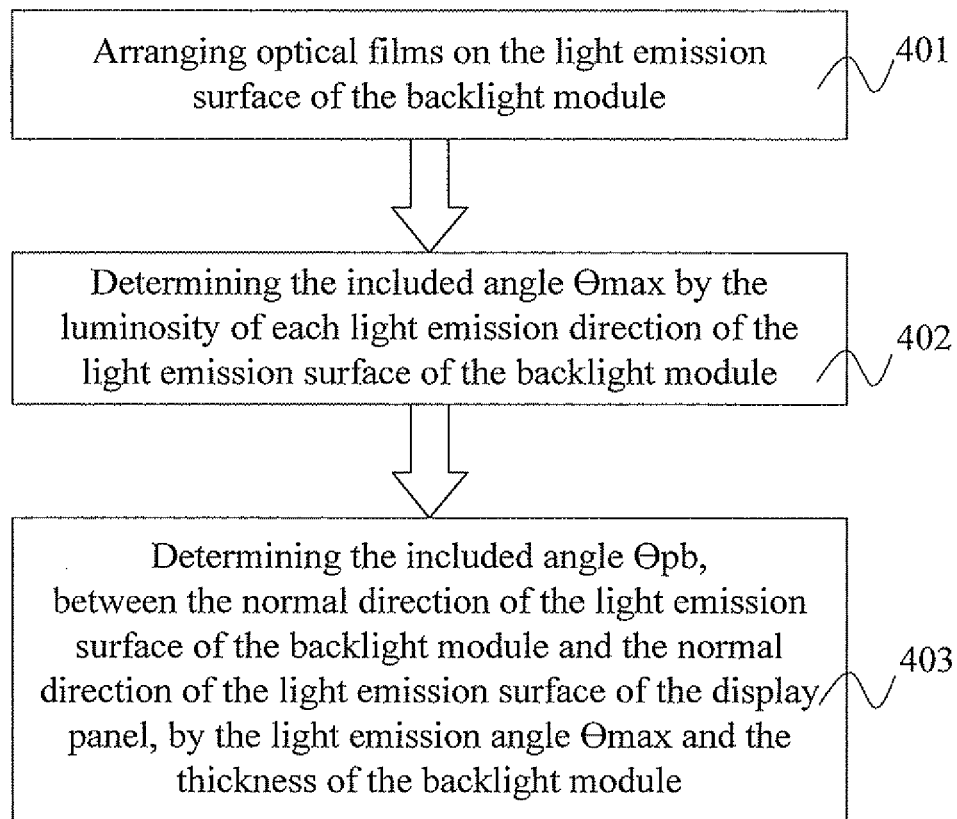 Arranging optical films on the light emission
surface of the backlight module
401
Determining the included angle Θmax by the
luminosity of each light emission direction of the
light emission surface of the backlight module
402
Determining the included angle Θpb,
between the normal direction of the light emission
surface of the backlight module and the normal
direction of the light emission surface of the display
panel, by the light emission angle Θmax and the
thickness of the backlight module
403